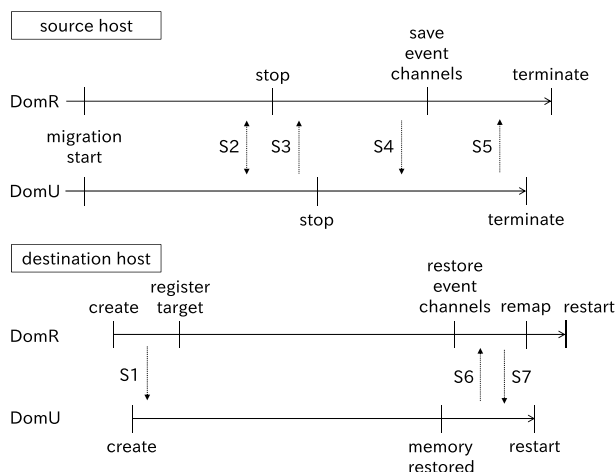 source host
save
event
channels
stop
terminate
DomR
migration
start
S2
S3
S4
S5
DomU
stop
terminate
destination host
restore
event
channels
register
target
create
remap
restart
DomR
S1
S6
S7
DomU
create
memory
restored
restart